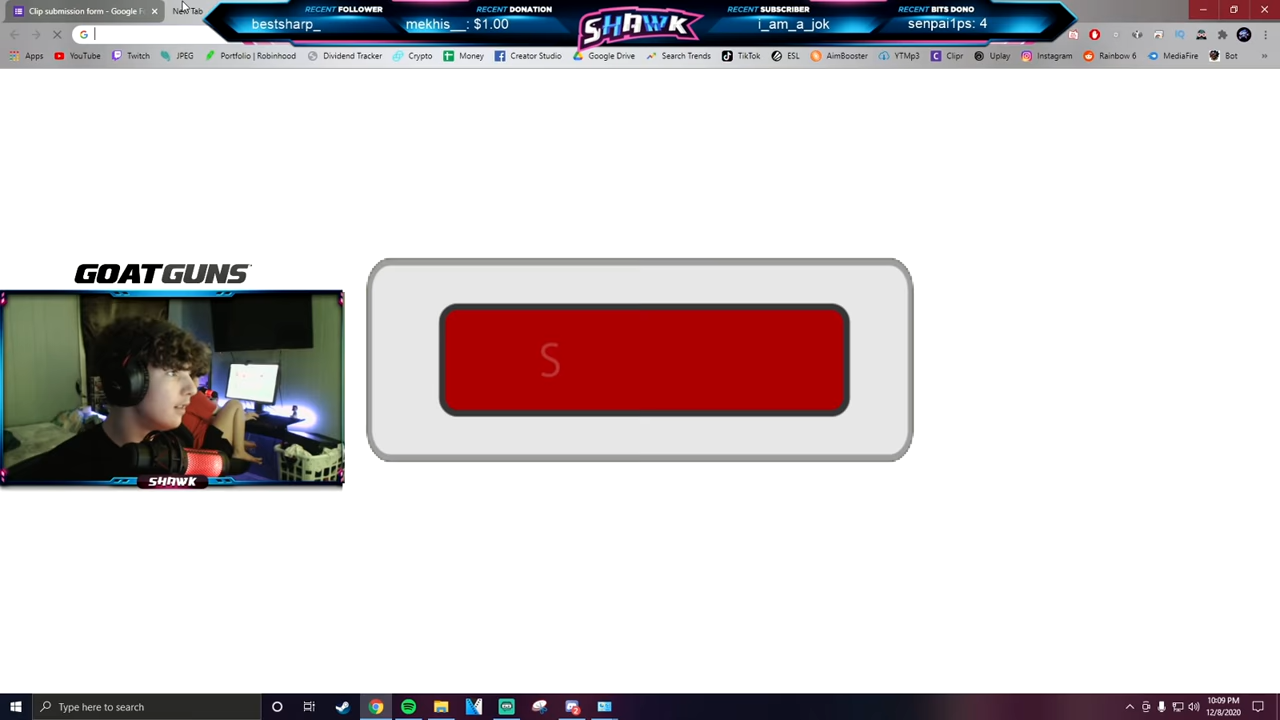 Clip submission form - Google F
New Tab
RECENT FOLLOWER
bestsharp_
RECENT DONATION
mekhis__: $1.00
SHAWK
RECENT SUBSCRIBER
i_am_a_jok
RECENT BITS DONO
senpai1ps: 4
Apps
YouTube
Twitch
JPEG
Portfolio | Robinhood
Dividend Tracker
Crypto
Money
Creator Studio
Google Drive
Search Trends
TikTok
ESL
AimBooster
YTMp3
Clipr
Uplay
Instagram
Rainbow 6
MediaFire
Bot
GOATGUNS
S
SHAWK
Type here to search
10:09 PM
12/8/2020